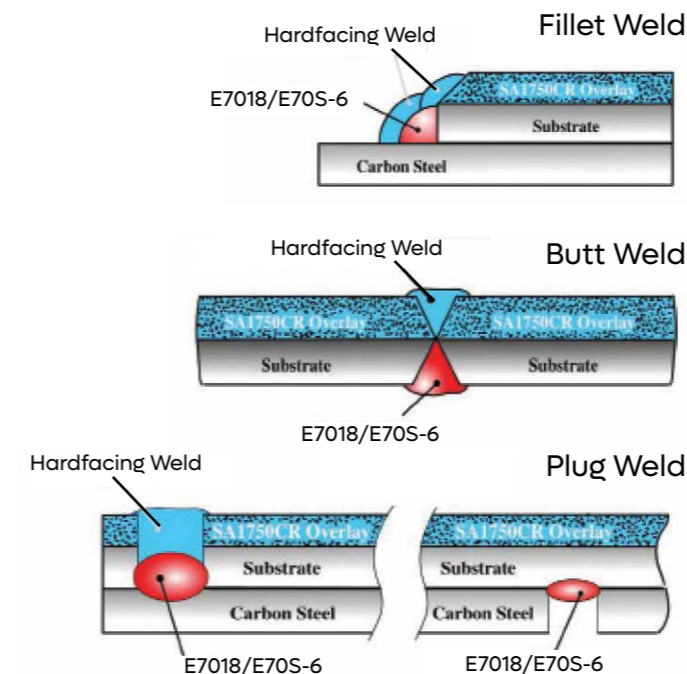 Fillet Weld
Hardfacing Weld
E7018/E70S-6
SA1750CR Overlay
Substrate
Carbon Steel
Butt Weld
Hardfacing Weld
SA1750CR Overlay SA1750CR Overlay
Substrate Substrate
E7018/E70S-6
Plug Weld
Hardfacing Weld
SA1750CR Overlay SA1750CR Overlay
Substrate Substrate
Carbon Steel Carbon Steel
E7018/E70S-6 E7018/E70S-6